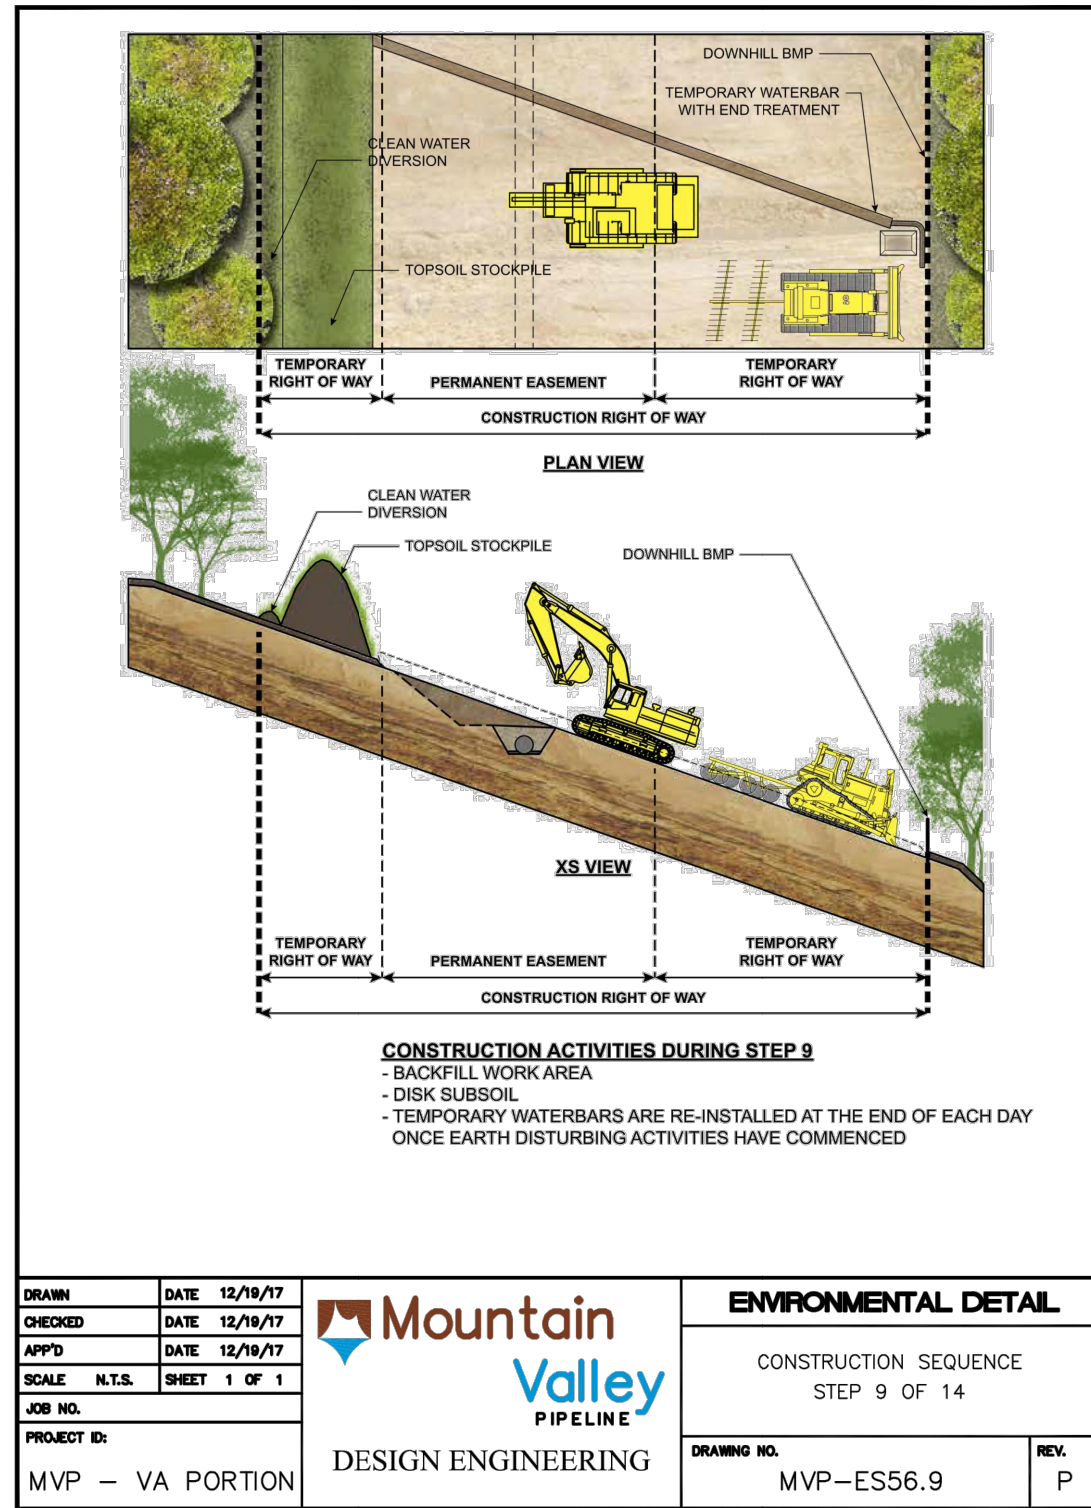 DOWNHILL BMP
TEMPORARY WATERBAR
WITH END TREATMENT
CLEAN WATER
DIVERSION
TOPSOIL STOCKPILE
TEMPORARY
RIGHT OF WAY
PERMANENT EASEMENT
TEMPORARY
RIGHT OF WAY
CONSTRUCTION RIGHT OF WAY
PLAN VIEW
CLEAN WATER
DIVERSION
TOPSOIL STOCKPILE
DOWNHILL BMP
XS VIEW
TEMPORARY
RIGHT OF WAY
PERMANENT EASEMENT
TEMPORARY
RIGHT OF WAY
CONSTRUCTION RIGHT OF WAY
CONSTRUCTION ACTIVITIES DURING STEP 9
- BACKFILL WORK AREA
- DISK SUBSOIL
- TEMPORARY WATERBARS ARE RE-INSTALLED AT THE END OF EACH DAY
ONCE EARTH DISTURBING ACTIVITIES HAVE COMMENCED
DRAWN DATE 12/19/17
CHECKED DATE 12/19/17
APP'D DATE 12/19/17
SCALE N.T.S. SHEET 1 OF 1
JOB NO.
PROJECT ID:
MVP - VA PORTION
Mountain
Valley
PIPELINE
DESIGN ENGINEERING
ENVIRONMENTAL DETAIL
CONSTRUCTION SEQUENCE
STEP 9 OF 14
DRAWING NO.
MVP-ES56.9
REV.
P